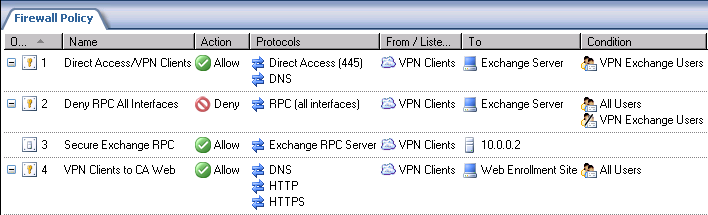 Firewall Policy
O... Name Action Protocols From / Liste... To Condition
1 Direct Access/VPN Clients Allow Direct Access (445) VPN Clients Exchange Server VPN Exchange Users
DNS
2 Deny RPC All Interfaces Deny RPC (all interfaces) VPN Clients Exchange Server All Users
VPN Exchange Users
3 Secure Exchange RPC Allow Exchange RPC Server VPN Clients 10.0.0.2
4 VPN Clients to CA Web Allow DNS VPN Clients Web Enrollment Site All Users
HTTP
HTTPS